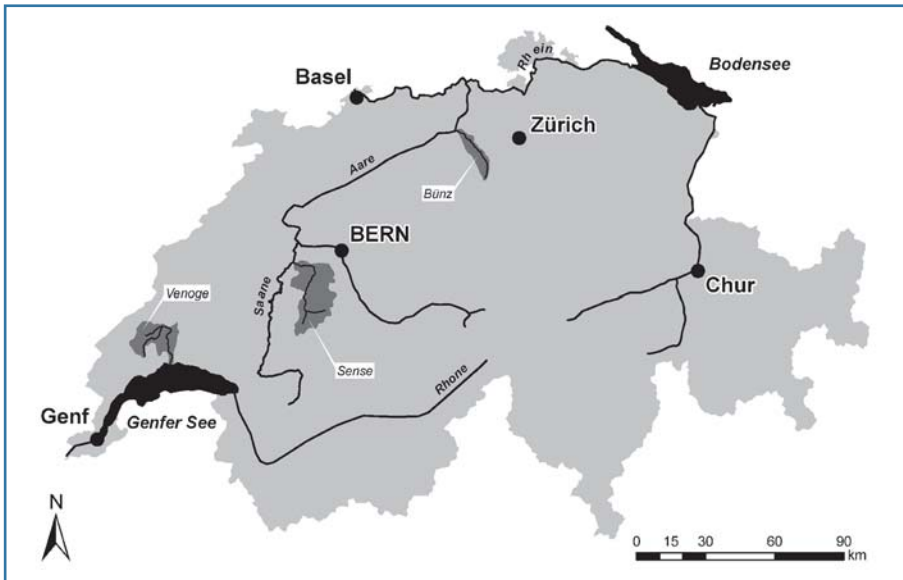 Rhein
Bodensee
Basel
Zürich
Aare
Bünz
BERN
Saane
Chur
Venoge
Sense
Rhone
Genf
Genfer See
N
0 15 30 60 90
km